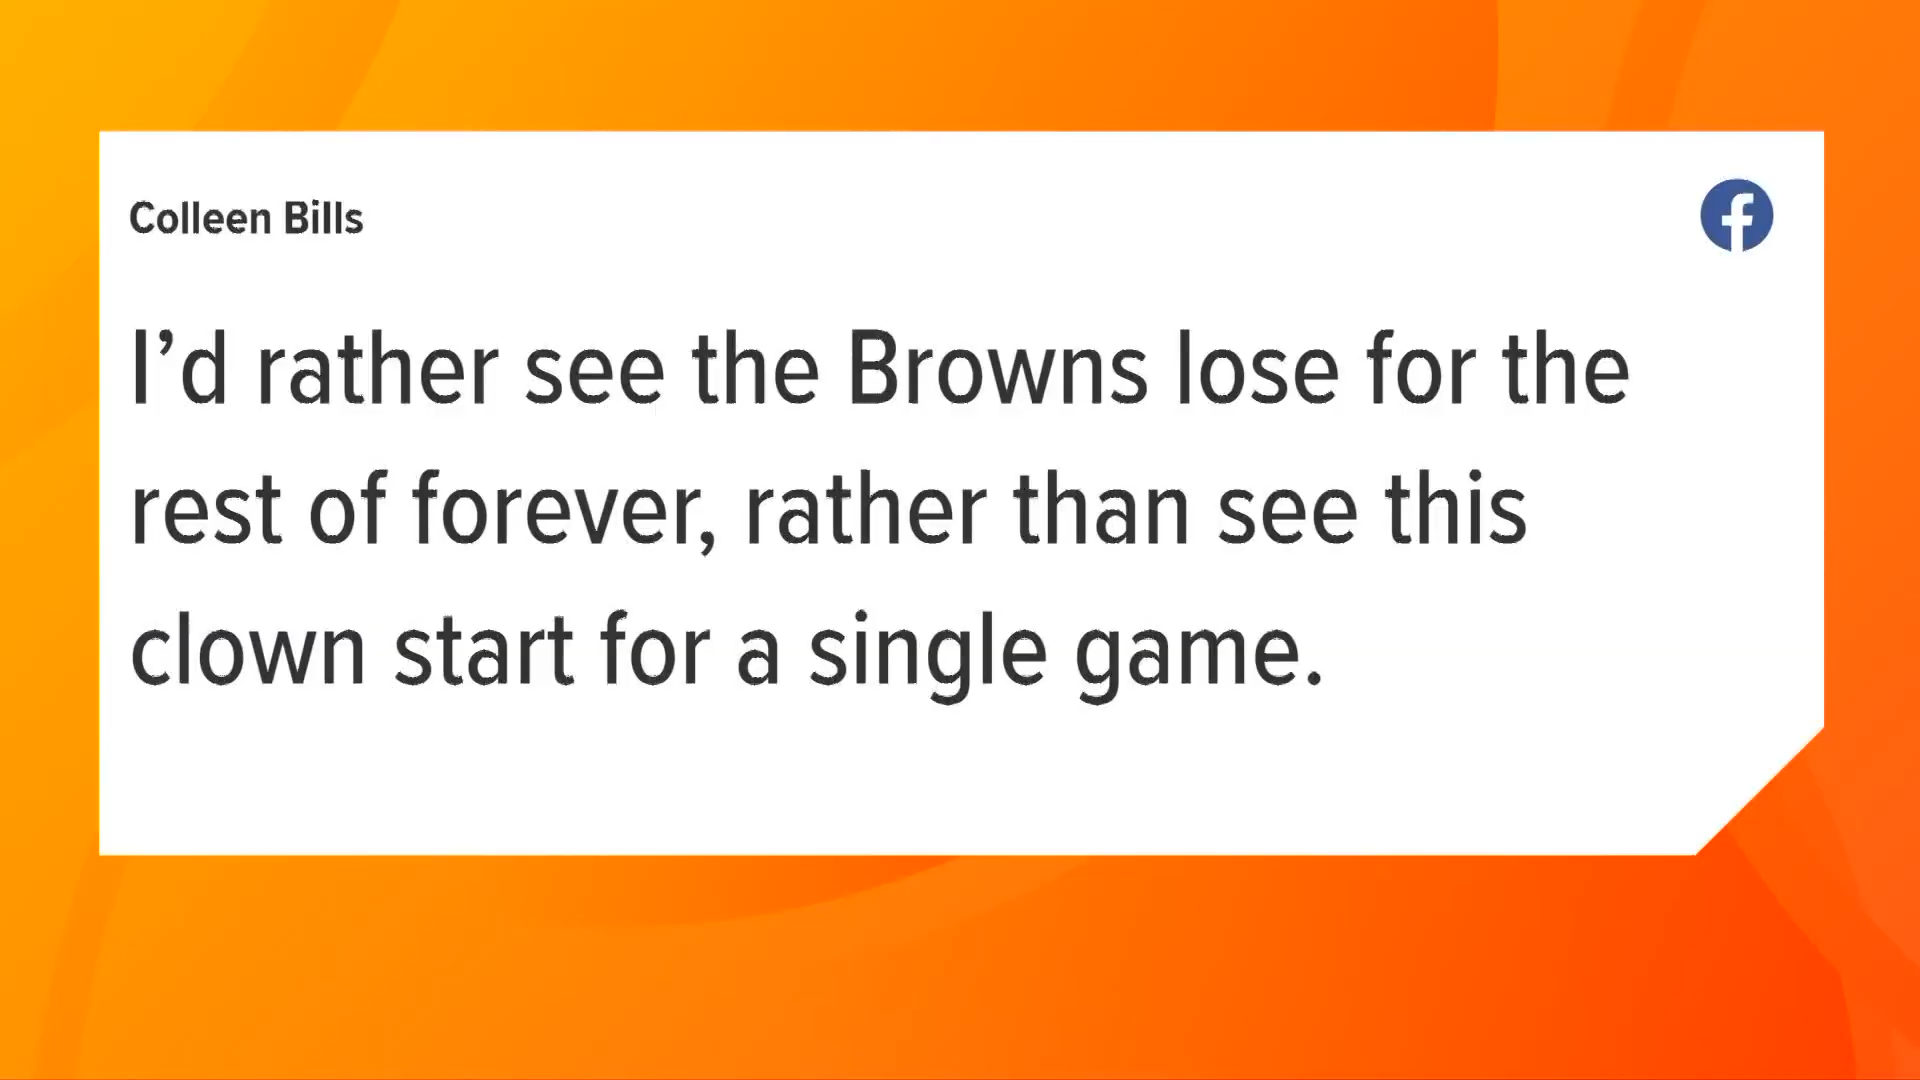 Colleen Bills
I’d rather see the Browns lose for the
rest of forever, rather than see this
clown start for a single game.